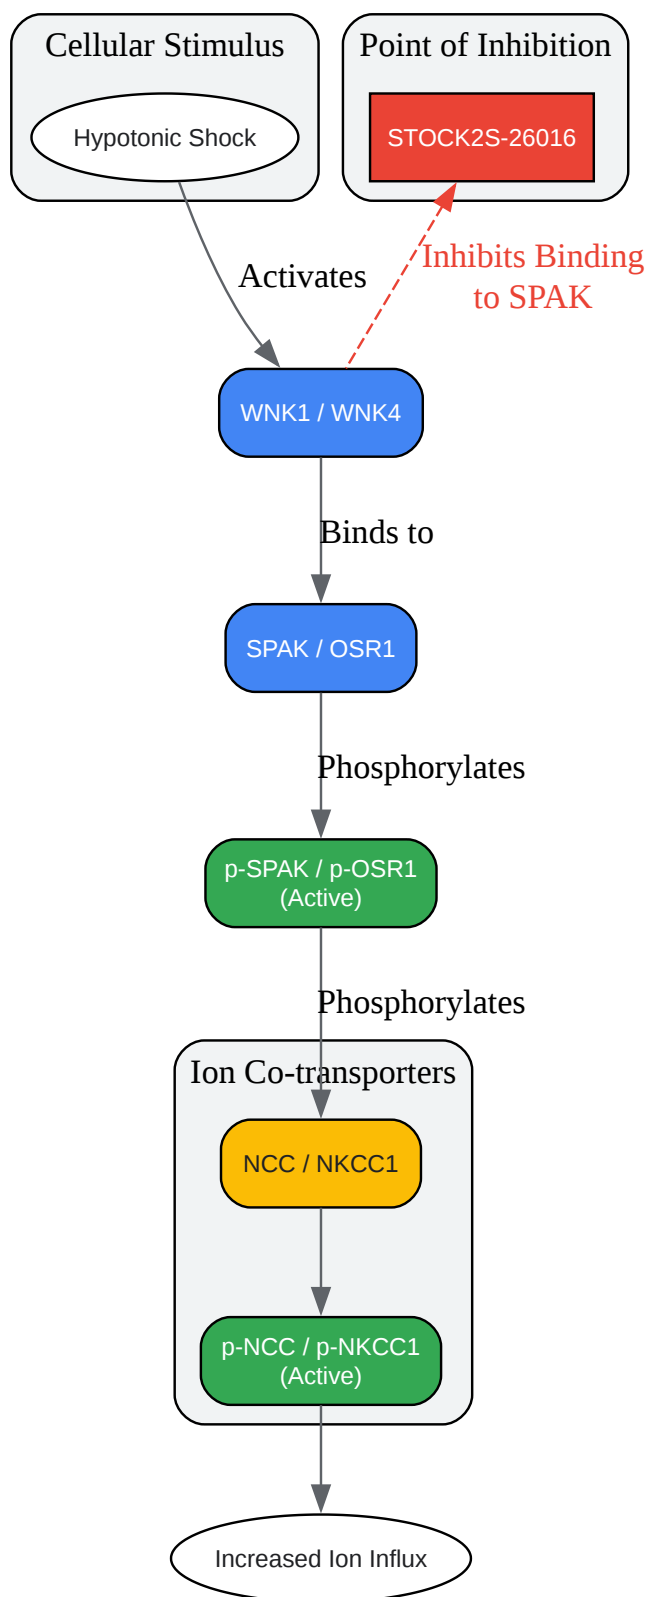 Cellular Stimulus
Hypotonic Shock
Point of Inhibition
STOCK2S-26016
Activates
Inhibits Binding
to SPAK
WNK1 / WNK4
Binds to
SPAK / OSR1
Phosphorylates
p-SPAK / p-OSR1
(Active)
Phosphorylates
Ion Co-transporters
NCC / NKCC1
p-NCC / p-NKCC1
(Active)
Increased Ion Influx